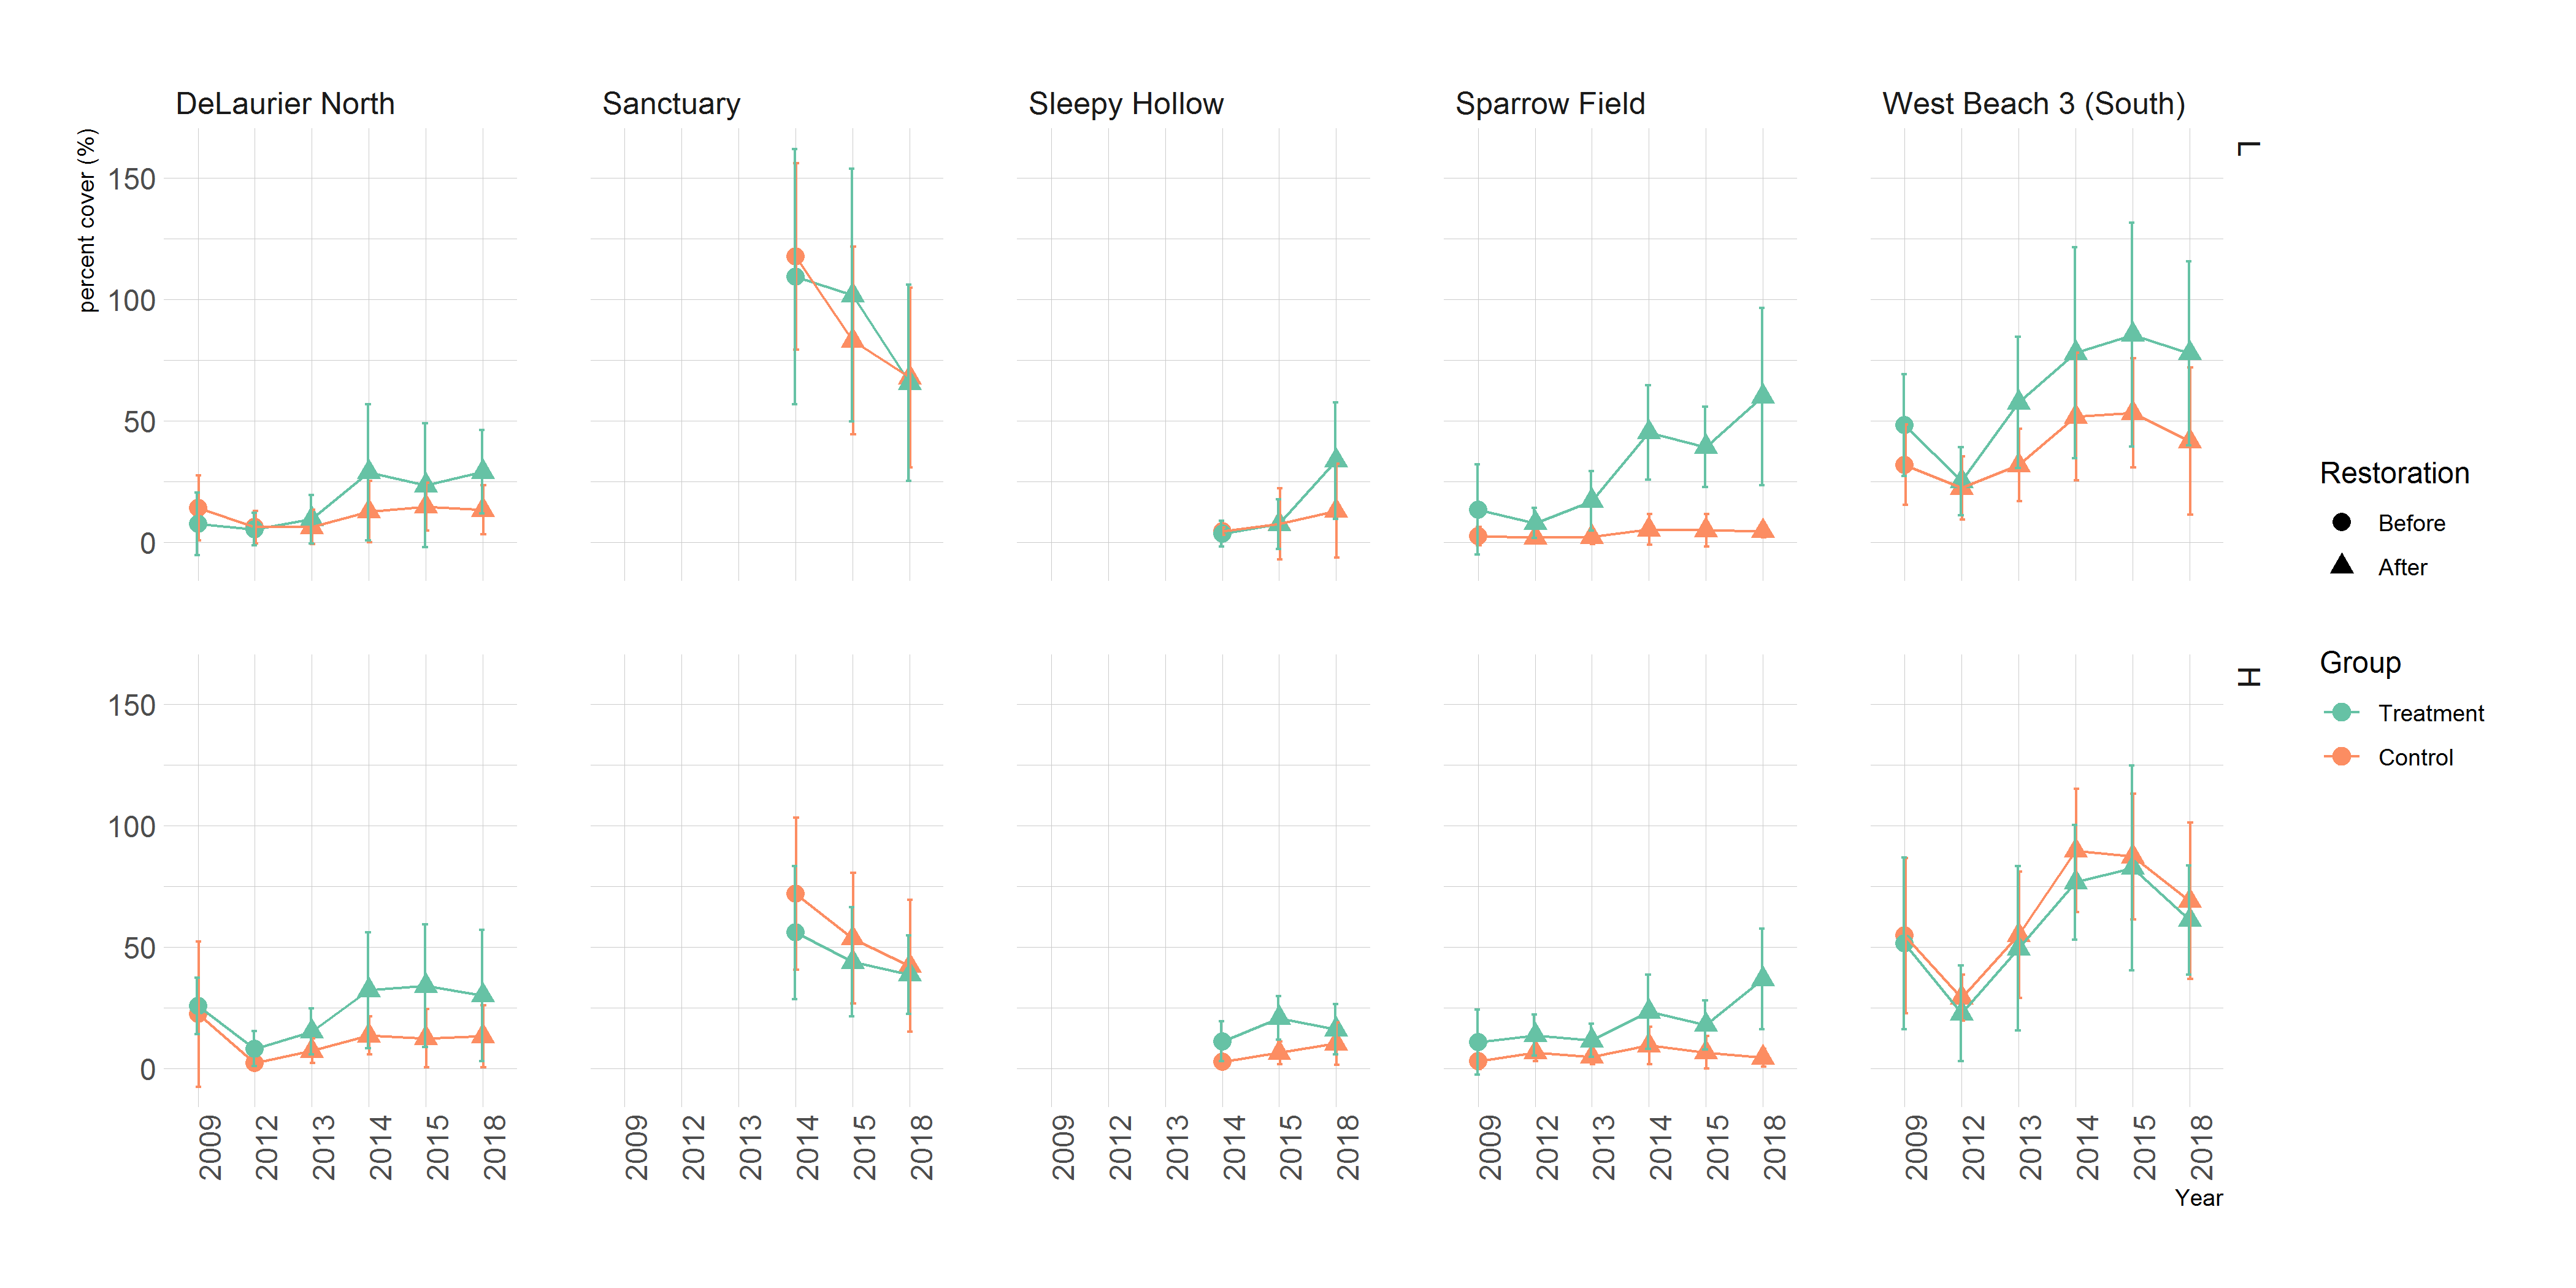 DeLaurier North
Sanctuary
Sleepy Hollow
Sparrow Field
West Beach 3 (South)
percent cover (%)
150
100
50
0
L
150
100
50
0
H
2009 2012 2013 2014 2015 2018
2009 2012 2013 2014 2015 2018
2009 2012 2013 2014 2015 2018
2009 2012 2013 2014 2015 2018
2009 2012 2013 2014 2015 2018
Year
Restoration
Before
After
Group
Treatment
Control